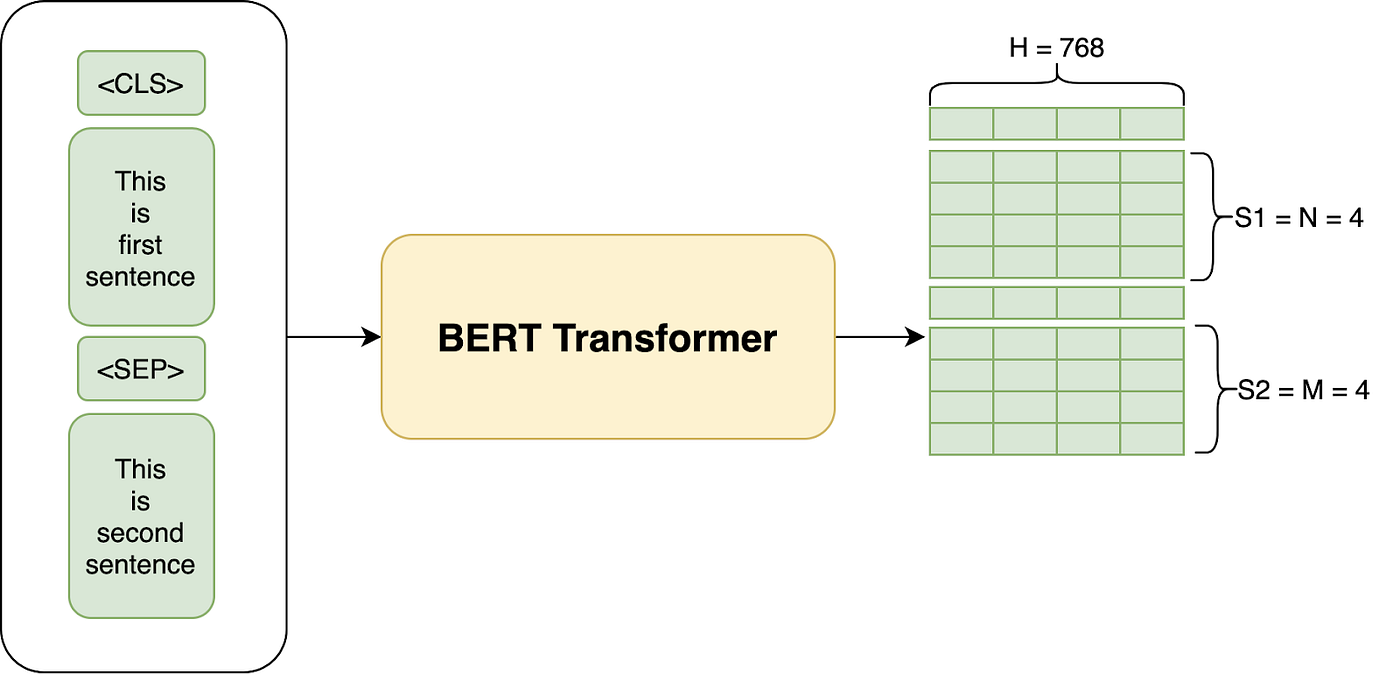 <CLS>
This
is
first
sentence
<SEP>
This
is
second
sentence
BERT Transformer
H = 768
S1 = N = 4
S2 = M = 4